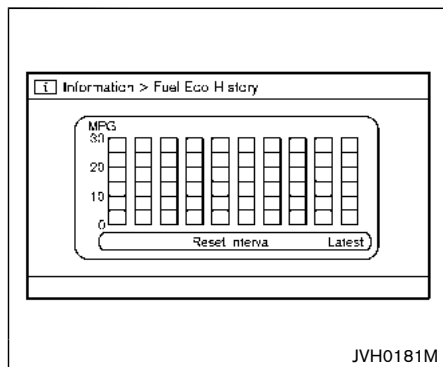 i Information > Fuel Eco History
MPG
30
20
10
0
Reset Interval Latest
JVH0181M